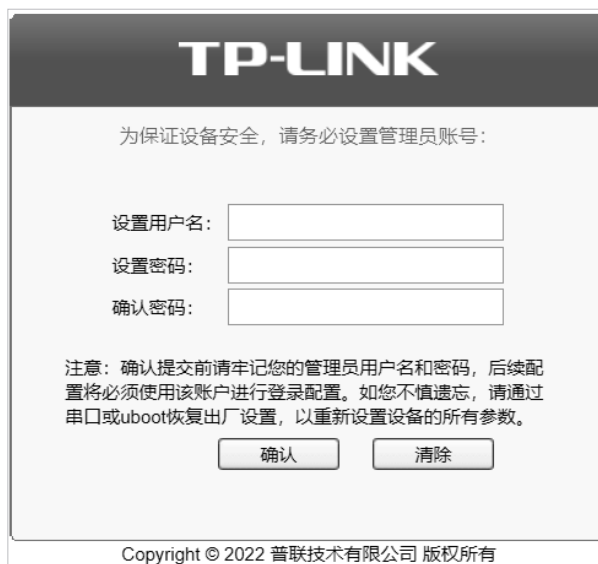 TP-LINK
为保证设备安全，请务必设置管理员账号：
设置用户名：
设置密码：
确认密码：
注意：确认提交前请牢记您的管理员用户名和密码，后续配
置将必须使用该账户进行登录配置。如您不慎遗忘，请通过
串口或uboot恢复出厂设置，以重新设置设备的所有参数。
确认 清除
Copyright © 2022 普联技术有限公司 版权所有